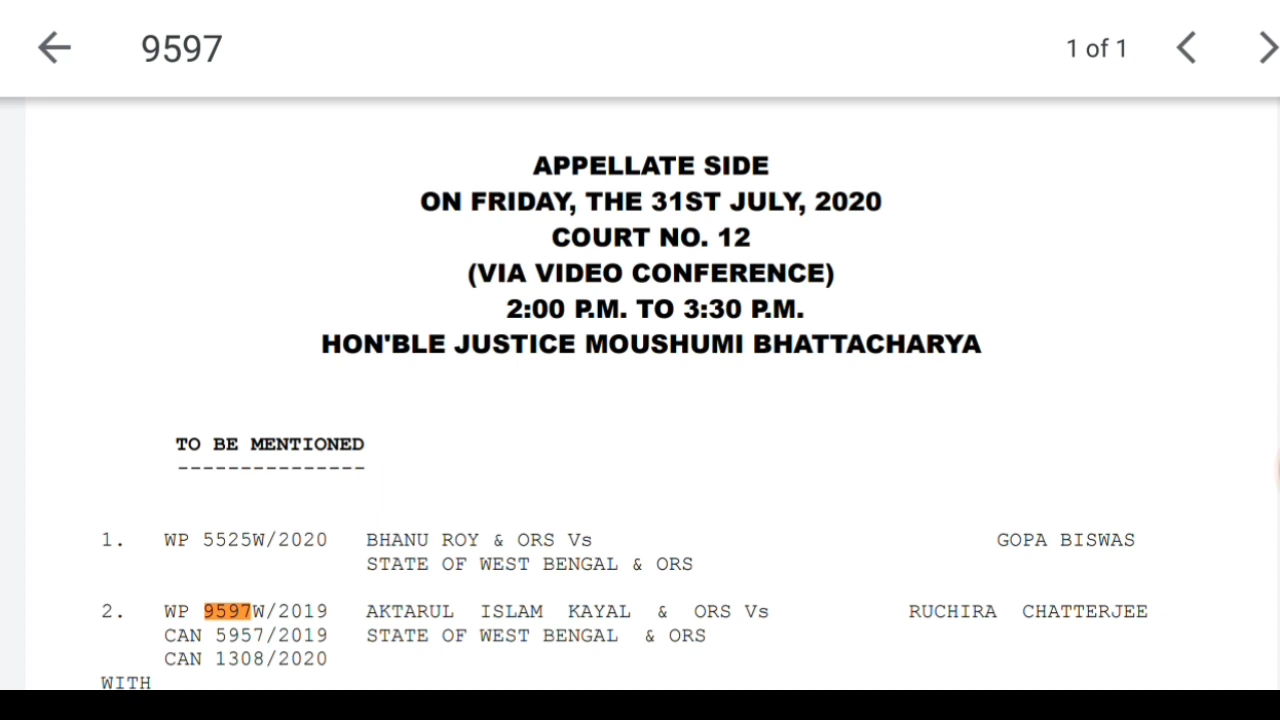 9597 1 of 1
APPELLATE SIDE
ON FRIDAY, THE 31ST JULY, 2020
COURT NO. 12
(VIA VIDEO CONFERENCE)
2:00 P.M. TO 3:30 P.M.
HON'BLE JUSTICE MOUSHUMI BHATTACHARYA
TO BE MENTIONED
---------------
1. WP 5525W/2020 BHANU ROY & ORS Vs GOPA BISWAS
STATE OF WEST BENGAL & ORS
2. WP 9597W/2019 AKTARUL ISLAM KAYAL & ORS Vs RUCHIRA CHATTERJEE
CAN 5957/2019 STATE OF WEST BENGAL & ORS
CAN 1308/2020
WITH